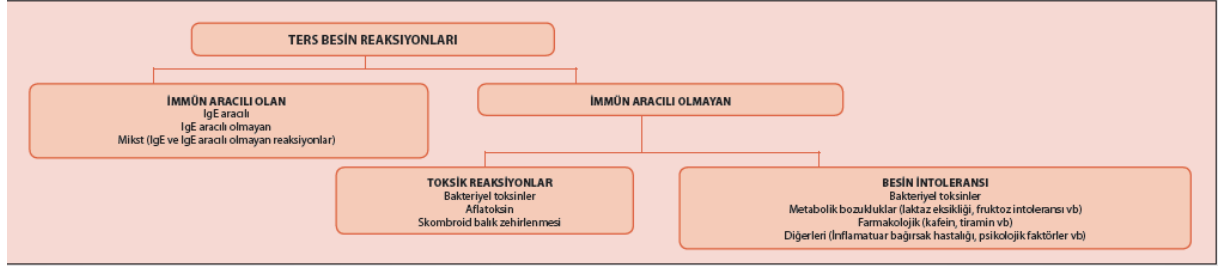 TERS BESİN REAKSIYONLARI
İMMÜN ARACILI OLAN
IgE aracılı
IgE aracılı olmayan
Mikst (IgE ve IgE aracılı olmayan reaksiyonlar)
İMMÜN ARACILI OLMAYAN
TOKSİK REAKSİYONLAR
Bakteriyel toksinler
Aflatoksin
Skombroid balık zehirlenmesi
BESİN İNTOLERANSI
Bakteriyel toksinler
Metabolik bozukluklar (laktaz eksikliği, fruktoz intoleransı vb)
Farmakolojik (kafein, tiramin vb)
Diğerleri (İnflamatuar bağırsak hastalığı, psikolojik faktörler vb)